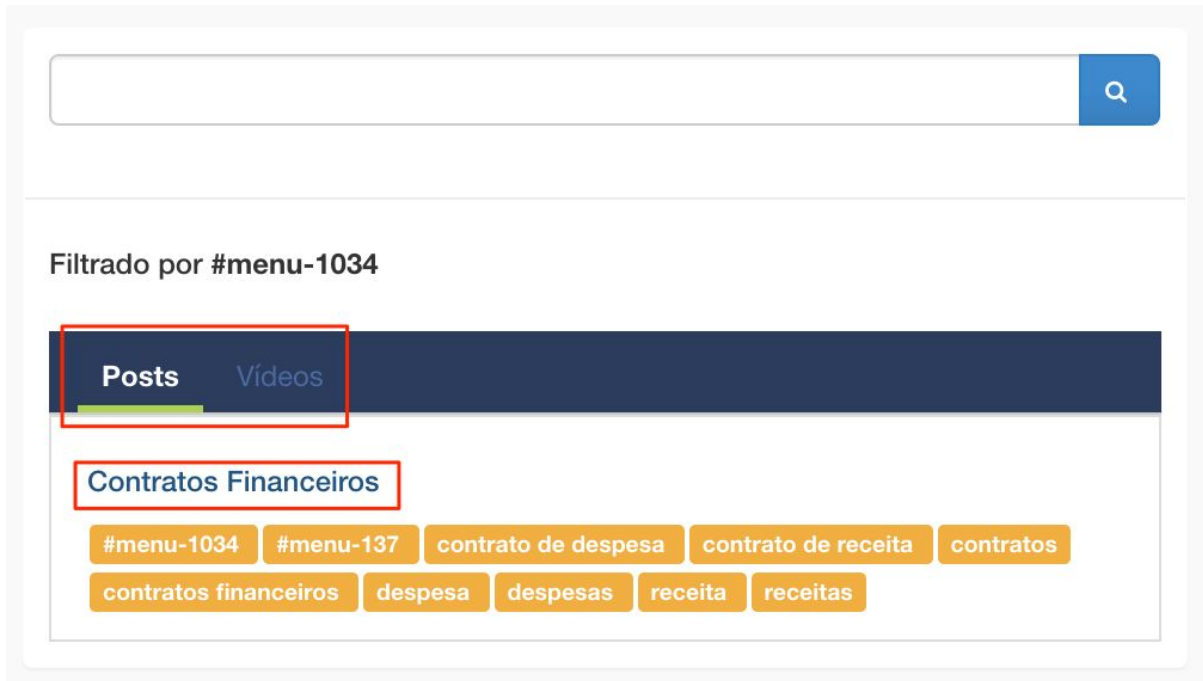 Filtrado por #menu-1034
Posts Vídeos
Contratos Financeiros
#menu-1034 #menu-137 contrato de despesa contrato de receita contratos
contratos financeiros despesa despesas receita receitas